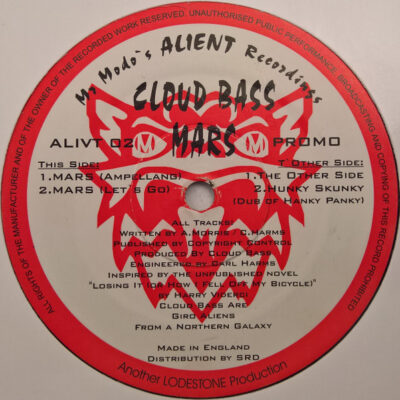 ALL RIGHTS OF THE MANUFACTURER AND OF THE OWNER OF THE RECORDED WORK RESERVED. UNAUTHORISED PUBLIC PERFORMANCE, BROADCASTING AND COPYING OF THIS RECORD PROHIBITED
Mr Modo`s ALIENT Recordings
CLOUD BASS
MARS
ALIVT 02
PROMO
M M
This Side:
1.MARS (Ampelland)
2.MARS (Let`s Go)
T`Other Side:
1.The Other Side
2.Hunky Skunky
(Dub of Hanky Panky)
All Tracks:
Written by A.Morris / C.Harms
Published by Copyright Control
Produced by Cloud Bass
Engineered by Carl Harms
Inspired by the unpublished novel
"Losing It (or How I Fell Off My Bicycle)"
by Harry
Cloud Bass Are
Giro Aliens
From a Northern Galaxy
Made in England
Distribution by SRD
Another LODESTONE Production